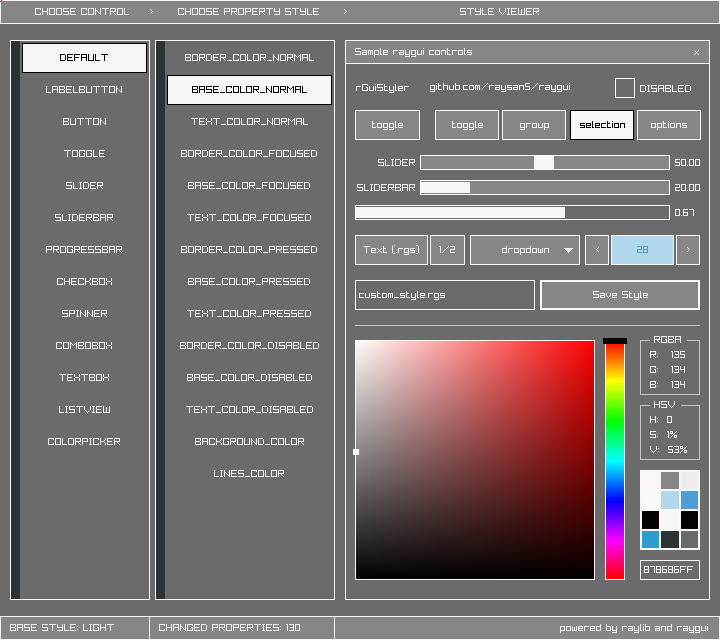 CHOOSE CONTROL > CHOOSE PROPERTY STYLE > STYLE VIEWER
DEFAULT
LABELBUTTON
BUTTON
TOGGLE
SLIDER
SLIDERBAR
PROGRESSBAR
CHECKBOX
SPINNER
COMBOBOX
TEXTBOX
LISTVIEW
COLORPICKER
BORDER_COLOR_NORMAL
BASE_COLOR_NORMAL
TEXT_COLOR_NORMAL
BORDER_COLOR_FOCUSED
BASE_COLOR_FOCUSED
TEXT_COLOR_FOCUSED
BORDER_COLOR_PRESSED
BASE_COLOR_PRESSED
TEXT_COLOR_PRESSED
BORDER_COLOR_DISABLED
BASE_COLOR_DISABLED
TEXT_COLOR_DISABLED
BACKGROUND_COLOR
LINES_COLOR
Sample raygui controls ×
rGuiStyler github.com/raysan5/raygui DISABLED
toggle toggle group selection options
SLIDER 50.00
SLIDERBAR 20.00
0.67
Text (.rgs) 1/2 dropdown < 28 >
custom_style.rgs Save Style
RGBA
R: 135
G: 134
B: 134
HSV
H: 0
S: 1%
V: 53%
878686FF
BASE STYLE: LIGHT CHANGED PROPERTIES: 130 powered by raylib and raygui